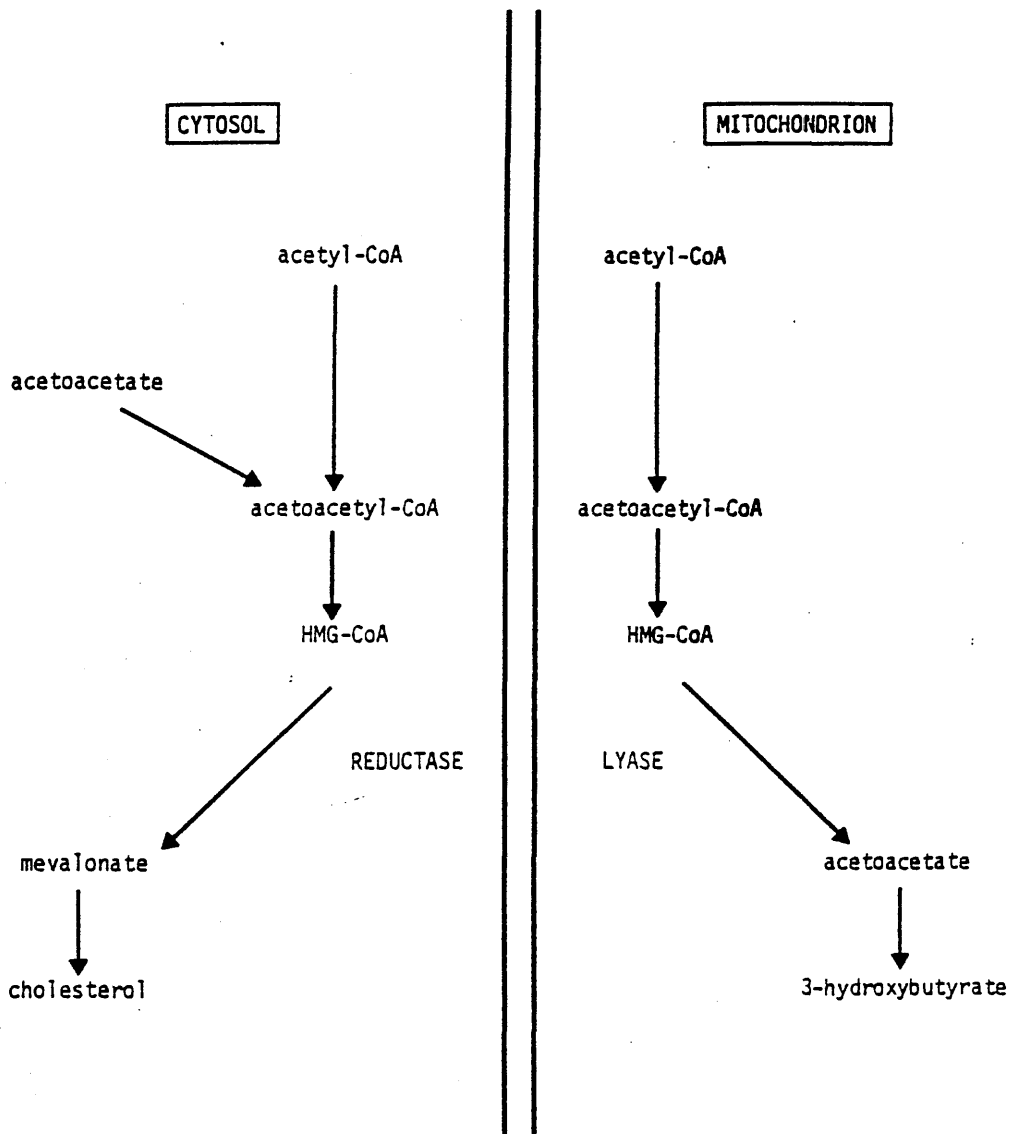 CYTOSOL
MITOCHONDRION
acetyl-CoA
acetyl-CoA
acetoacetate
acetoacetyl-CoA
acetoacetyl-CoA
HMG-CoA
HMG-CoA
REDUCTASE
LYASE
mevalonate
acetoacetate
cholesterol
3-hydroxybutyrate